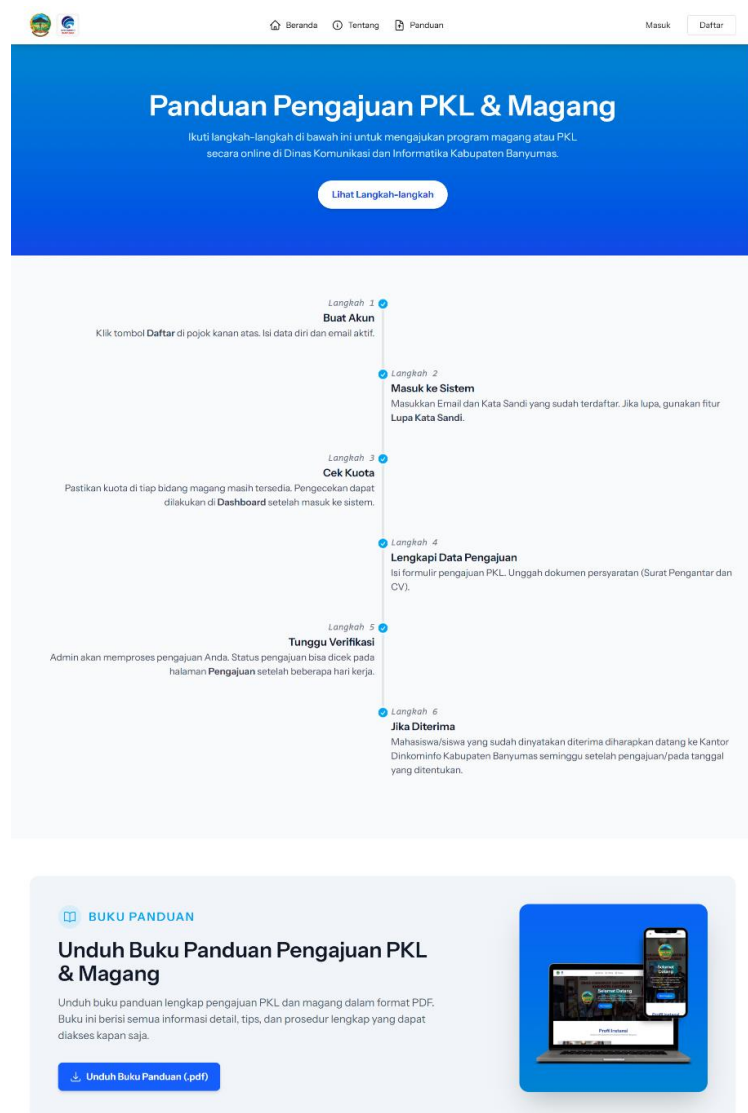 Beranda
Tentang
Panduan
Masuk
Daftar
Panduan Pengajuan PKL & Magang
Ikuti langkah-langkah di bawah ini untuk mengajukan program magang atau PKL
secara online di Dinas Komunikasi dan Informatika Kabupaten Banyumas.
Lihat Langkah-langkah
Langkah 1
Buat Akun
Klik tombol Daftar di pojok kanan atas. Isi data diri dan email aktif.
Langkah 2
Masuk ke Sistem
Masukkan Email dan Kata Sandi yang sudah terdaftar. Jika lupa, gunakan fitur
Lupa Kata Sandi.
Langkah 3
Cek Kuota
Pastikan kuota di tiap bidang magang masih tersedia. Pengecekan dapat
dilakukan di Dashboard setelah masuk ke sistem.
Langkah 4
Lengkapi Data Pengajuan
Isi formulir pengajuan PKL. Unggah dokumen persyaratan (Surat Pengantar dan
CV).
Langkah 5
Tunggu Verifikasi
Admin akan memproses pengajuan Anda. Status pengajuan bisa dicek pada
halaman Pengajuan setelah beberapa hari kerja.
Langkah 6
Jika Diterima
Mahasiswa/siswa yang sudah dinyatakan diterima diharapkan datang ke Kantor
Dinkominfo Kabupaten Banyumas seminggu setelah pengajuan/pada tanggal
yang ditentukan.
BUKU PANDUAN
Unduh Buku Panduan Pengajuan PKL
& Magang
Unduh buku panduan lengkap pengajuan PKL dan magang dalam format PDF.
Buku ini berisi semua informasi detail, tips, dan prosedur lengkap yang dapat
diakses kapan saja.
Unduh Buku Panduan (.pdf)
Selamat Datang
Profil Instansi
Selamat
Datang